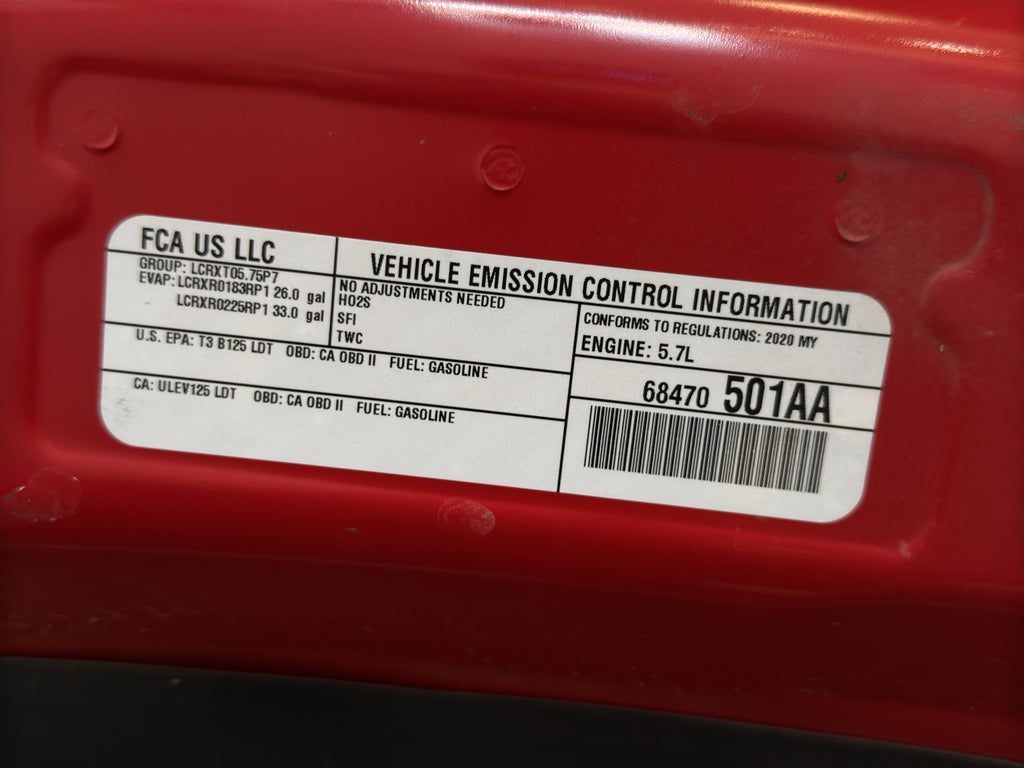 FCA US LLC
GROUP: LCRXT05.75P7
EVAP: LCRXR0183RP1 26.0 gal
LCRXR0225RP1 33.0 gal
VEHICLE EMISSION CONTROL INFORMATION
NO ADJUSTMENTS NEEDED
HO2S
SFI
TWC
CONFORMS TO REGULATIONS: 2020 MY
ENGINE: 5.7L
U.S. EPA: T3 B125 LDT OBD: CA OBD II FUEL: GASOLINE
CA: ULEV125 LDT OBD: CA OBD II FUEL: GASOLINE
68470 501AA